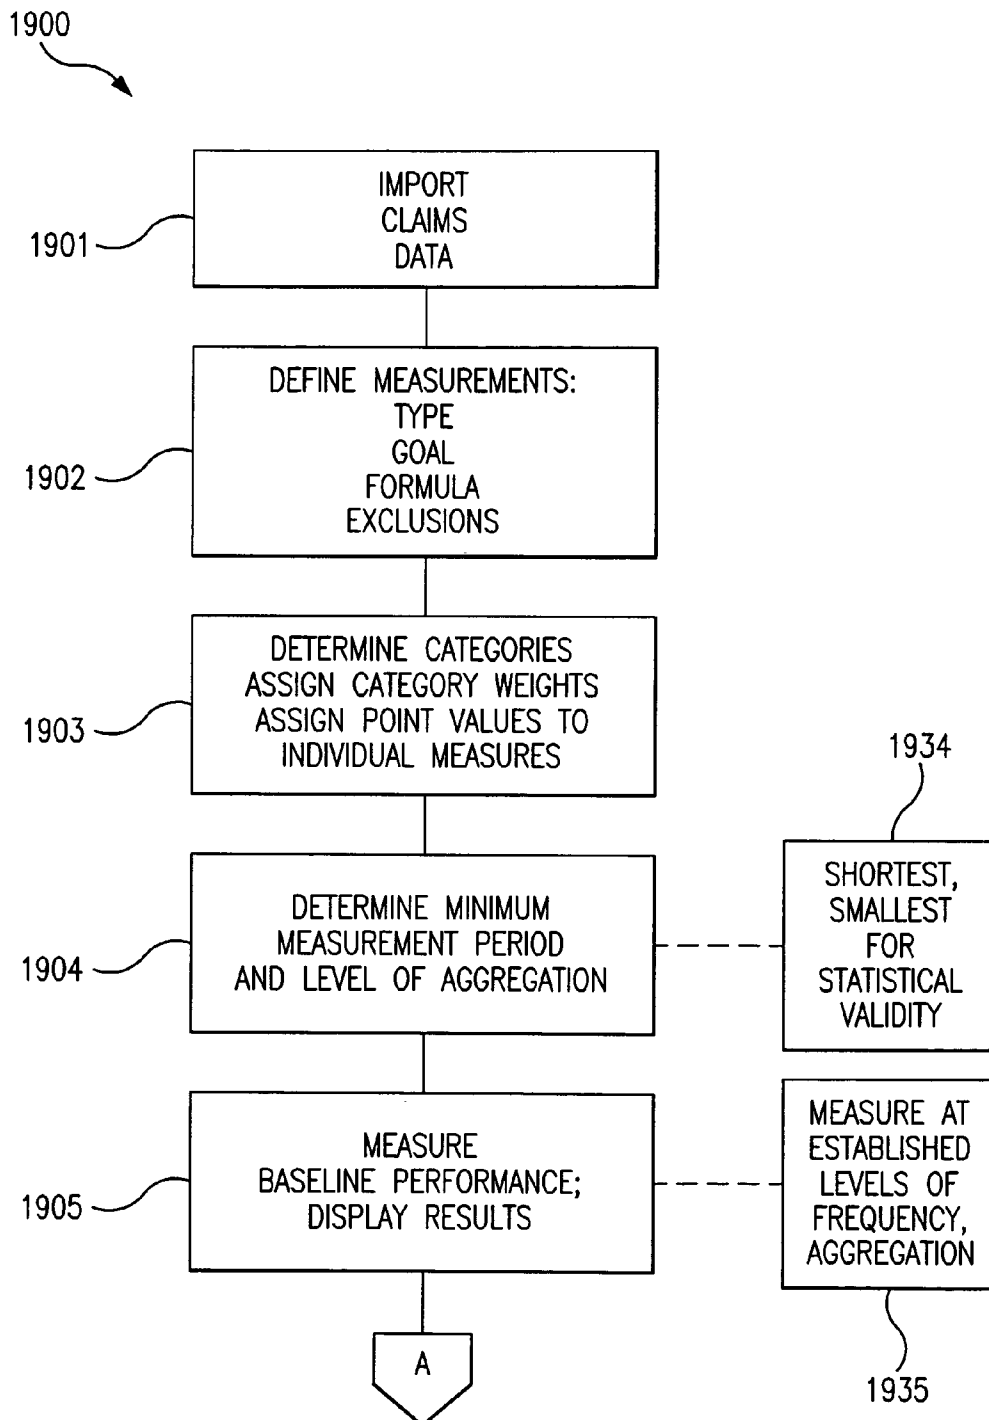 1900
IMPORT
CLAIMS
DATA
1901
DEFINE MEASUREMENTS:
TYPE
GOAL
FORMULA
EXCLUSIONS
1902
DETERMINE CATEGORIES
ASSIGN CATEGORY WEIGHTS
ASSIGN POINT VALUES TO
INDIVIDUAL MEASURES
1903
DETERMINE MINIMUM
MEASUREMENT PERIOD
AND LEVEL OF AGGREGATION
1904
1934
SHORTEST,
SMALLEST
FOR
STATISTICAL
VALIDITY
MEASURE
BASELINE PERFORMANCE;
DISPLAY RESULTS
1905
MEASURE AT
ESTABLISHED
LEVELS OF
FREQUENCY,
AGGREGATION
1935
A